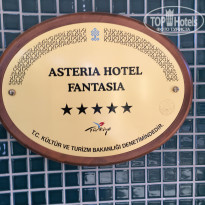 TOP HOTELS
ASTERIA HOTEL
FANTASIA
★★★★★
Türkiye
T.C. KÜLTÜR VE TURİZM BAKANLIĞI DENETİMİNDEDİR.